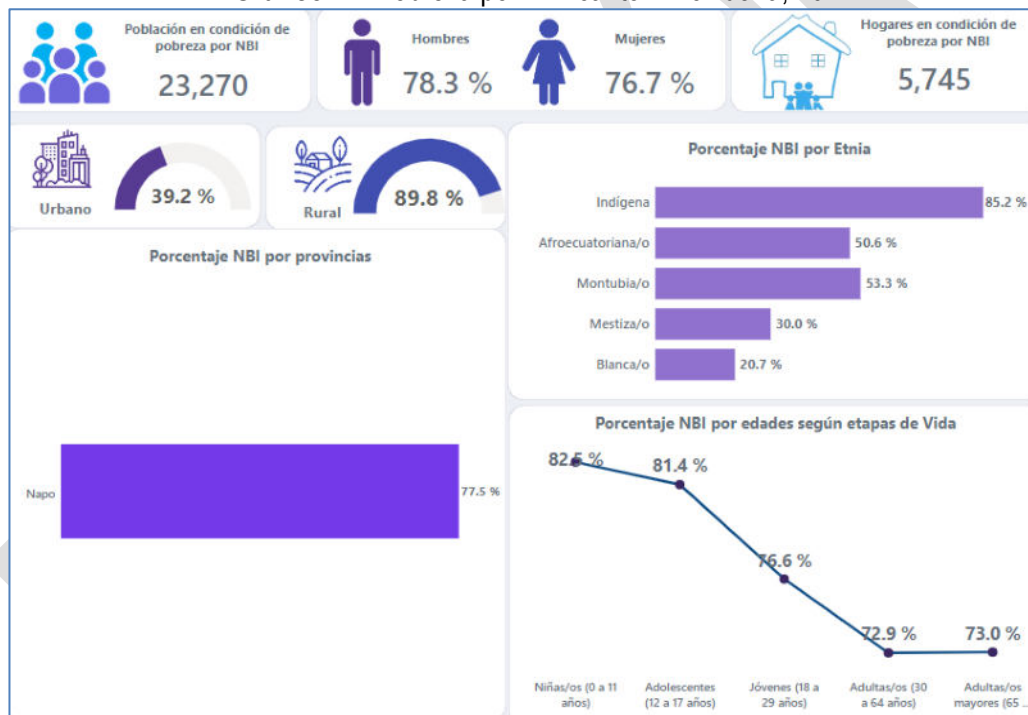 Población en condición de
pobreza por NBI
23,270
Hombres
78.3 %
Mujeres
76.7 %
Hogares en condición de
pobreza por NBI
5,745
Urbano
39.2 %
Rural
89.8 %
Porcentaje NBI por provincias
Napo
77.5 %
Porcentaje NBI por Etnia
Indígena
85.2 %
Afroecuatoriana/o
50.6 %
Montubia/o
53.3 %
Mestiza/o
30.0 %
Blanca/o
20.7 %
Porcentaje NBI por edades según etapas de Vida
82.5 %
81.4 %
76.6 %
72.9 %
73.0 %
Niñas/os (0 a 11
años)
Adolescentes
(12 a 17 años)
Jóvenes (18 a
29 años)
Adultas/os (30
a 64 años)
Adultas/os
mayores (65 ...